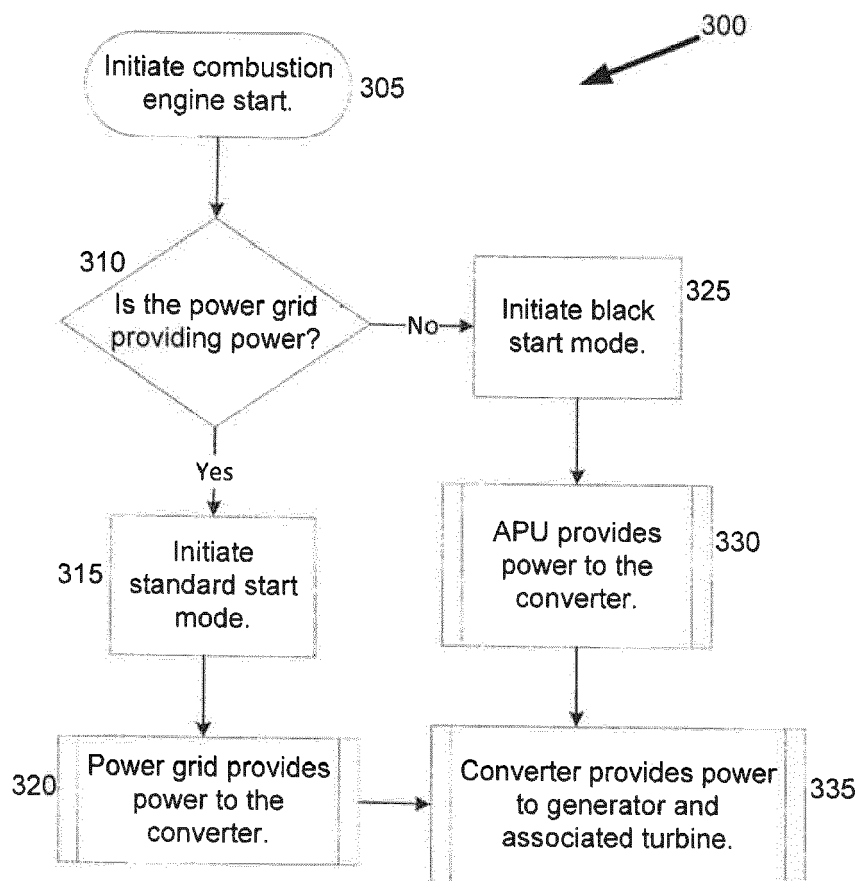 300
Initiate combustion
engine start.
305
310
Is the power grid
providing power?
No
Initiate black
start mode.
325
Yes
315
Initiate
standard start
mode.
APU provides
power to the
converter.
330
320
Power grid provides
power to the
converter.
Converter provides power
to generator and
associated turbine.
335